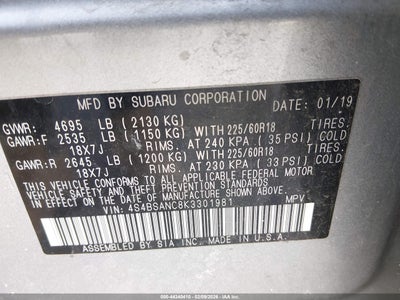 MFD BY SUBARU CORPORATION DATE: 01/19
GVWR: 4695 LB (2130 KG)
GAWR:F 2535 LB (1150 KG) WITH 225/60R18 TIRES.
18X7J RIMS. AT 240 KPA (35 PSI) COLD
GAWR:R 2645 LB (1200 KG) WITH 225/60R18 TIRES.
18X7J RIMS. AT 230 KPA (33 PSI) COLD
THIS VEHICLE CONFORMS TO ALL APPLICABLE FEDERAL MOTOR
VEHICLE SAFETY AND THEFT PREVENTION STANDARDS
IN EFFECT ON THE DATE OF MANUFACTURE SHOWN ABOVE.
VIN: 4S4BSANC8K3301981 MPV
ASSEMBLED BY SIA INC. MADE IN U.S.A.
000-44340410 - 02/09/2026 - IAAI